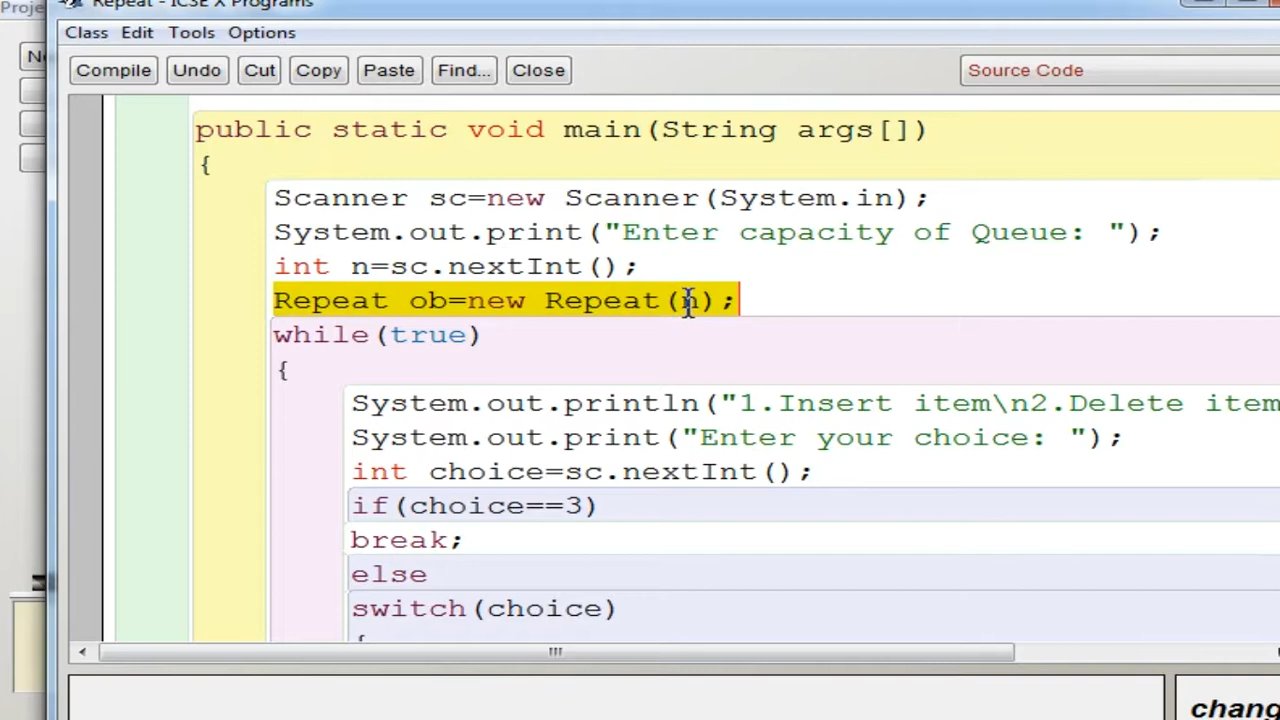 Proje
Repeat - ICSE X Programs
Class Edit Tools Options
Compile Undo Cut Copy Paste Find... Close Source Code
public static void main(String args[])
{
Scanner sc=new Scanner(System.in);
System.out.print("Enter capacity of Queue: ");
int n=sc.nextInt();
Repeat ob=new Repeat(n);
while(true)
{
System.out.println("1.Insert item\n2.Delete item
System.out.print("Enter your choice: ");
int choice=sc.nextInt();
if(choice==3)
break;
else
switch(choice)
{
chang